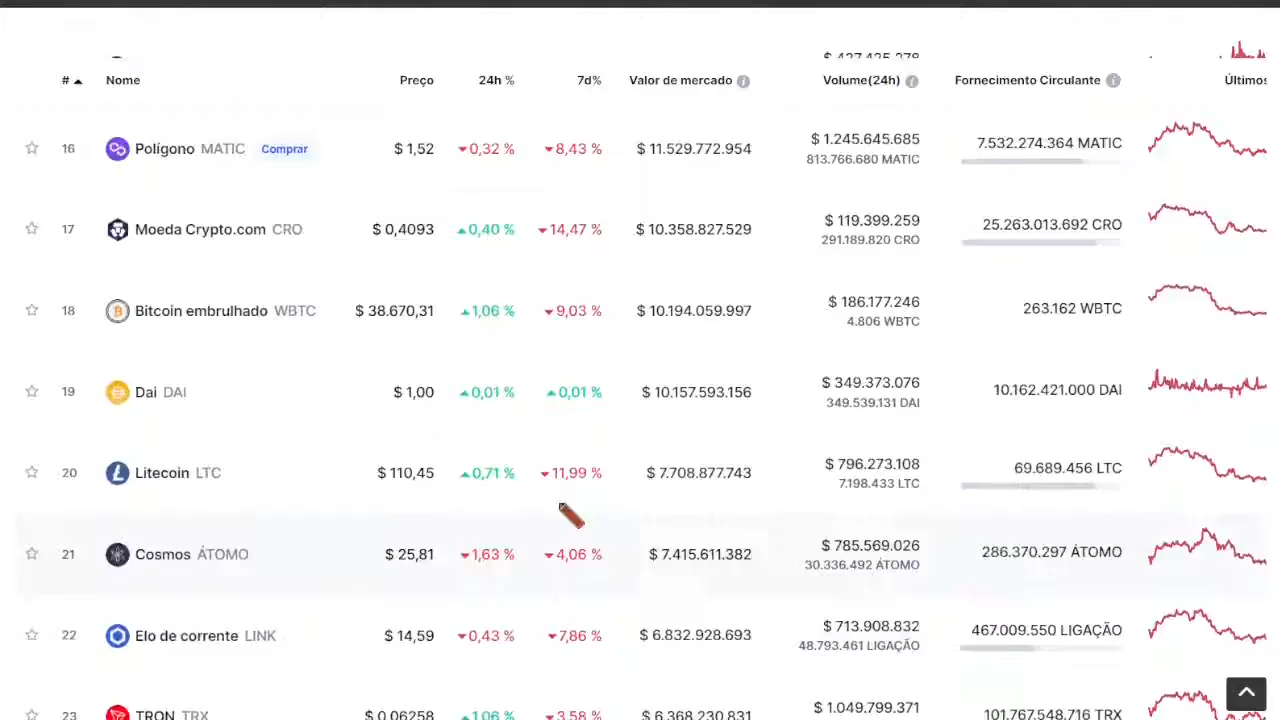 $ 427.425.278
# Nome Preço 24h % 7d% Valor de mercado Volume(24h) Fornecimento Circulante Últimos
16 Polígono MATIC Comprar $ 1,52 0,32 % 8,43 % $ 11.529.772.954 $ 1.245.645.685 7.532.274.364 MATIC
813.766.680 MATIC
17 Moeda Crypto.com CRO $ 0,4093 0,40 % 14,47 % $ 10.358.827.529 $ 119.399.259 25.263.013.692 CRO
291.189.820 CRO
18 Bitcoin embrulhado WBTC $ 38.670,31 1,06 % 9,03 % $ 10.194.059.997 $ 186.177.246 263.162 WBTC
4.806 WBTC
19 Dai DAI $ 1,00 0,01 % 0,01 % $ 10.157.593.156 $ 349.373.076 10.162.421.000 DAI
349.539.131 DAI
20 Litecoin LTC $ 110,45 0,71 % 11,99 % $ 7.708.877.743 $ 796.273.108 69.689.456 LTC
7.198.433 LTC
21 Cosmos ÁTOMO $ 25,81 1,63 % 4,06 % $ 7.415.611.382 $ 785.569.026 286.370.297 ÁTOMO
30.336.492 ÁTOMO
22 Elo de corrente LINK $ 14,59 0,43 % 7,86 % $ 6.832.928.693 $ 713.908.832 467.009.550 LIGAÇÃO
48.793.461 LIGAÇÃO
23 TRON TRX $ 0,06258 1,06 % 3,58 % $ 6.368.230.831 $ 1.049.799.371 101.767.548.716 TRX